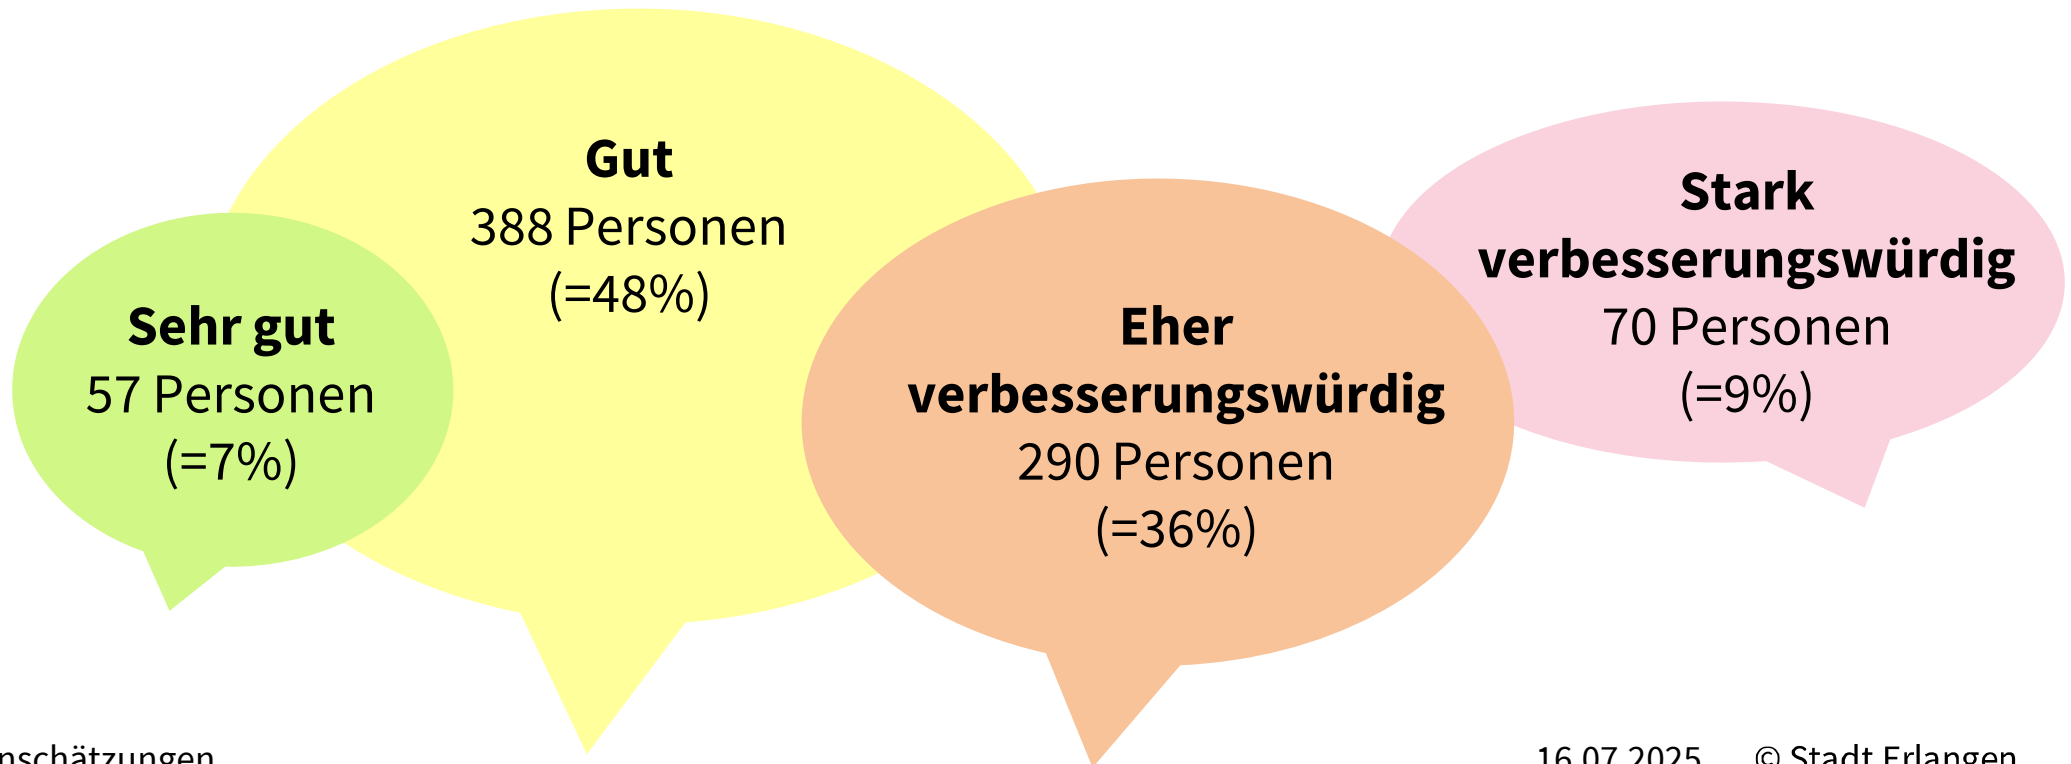 Sehr gut
57 Personen
(=7%)
Gut
388 Personen
(=48%)
Eher
verbesserungswürdig
290 Personen
(=36%)
Stark
verbesserungswürdig
70 Personen
(=9%)
nschätzungen
16.07.2025 © Stadt Erlangen